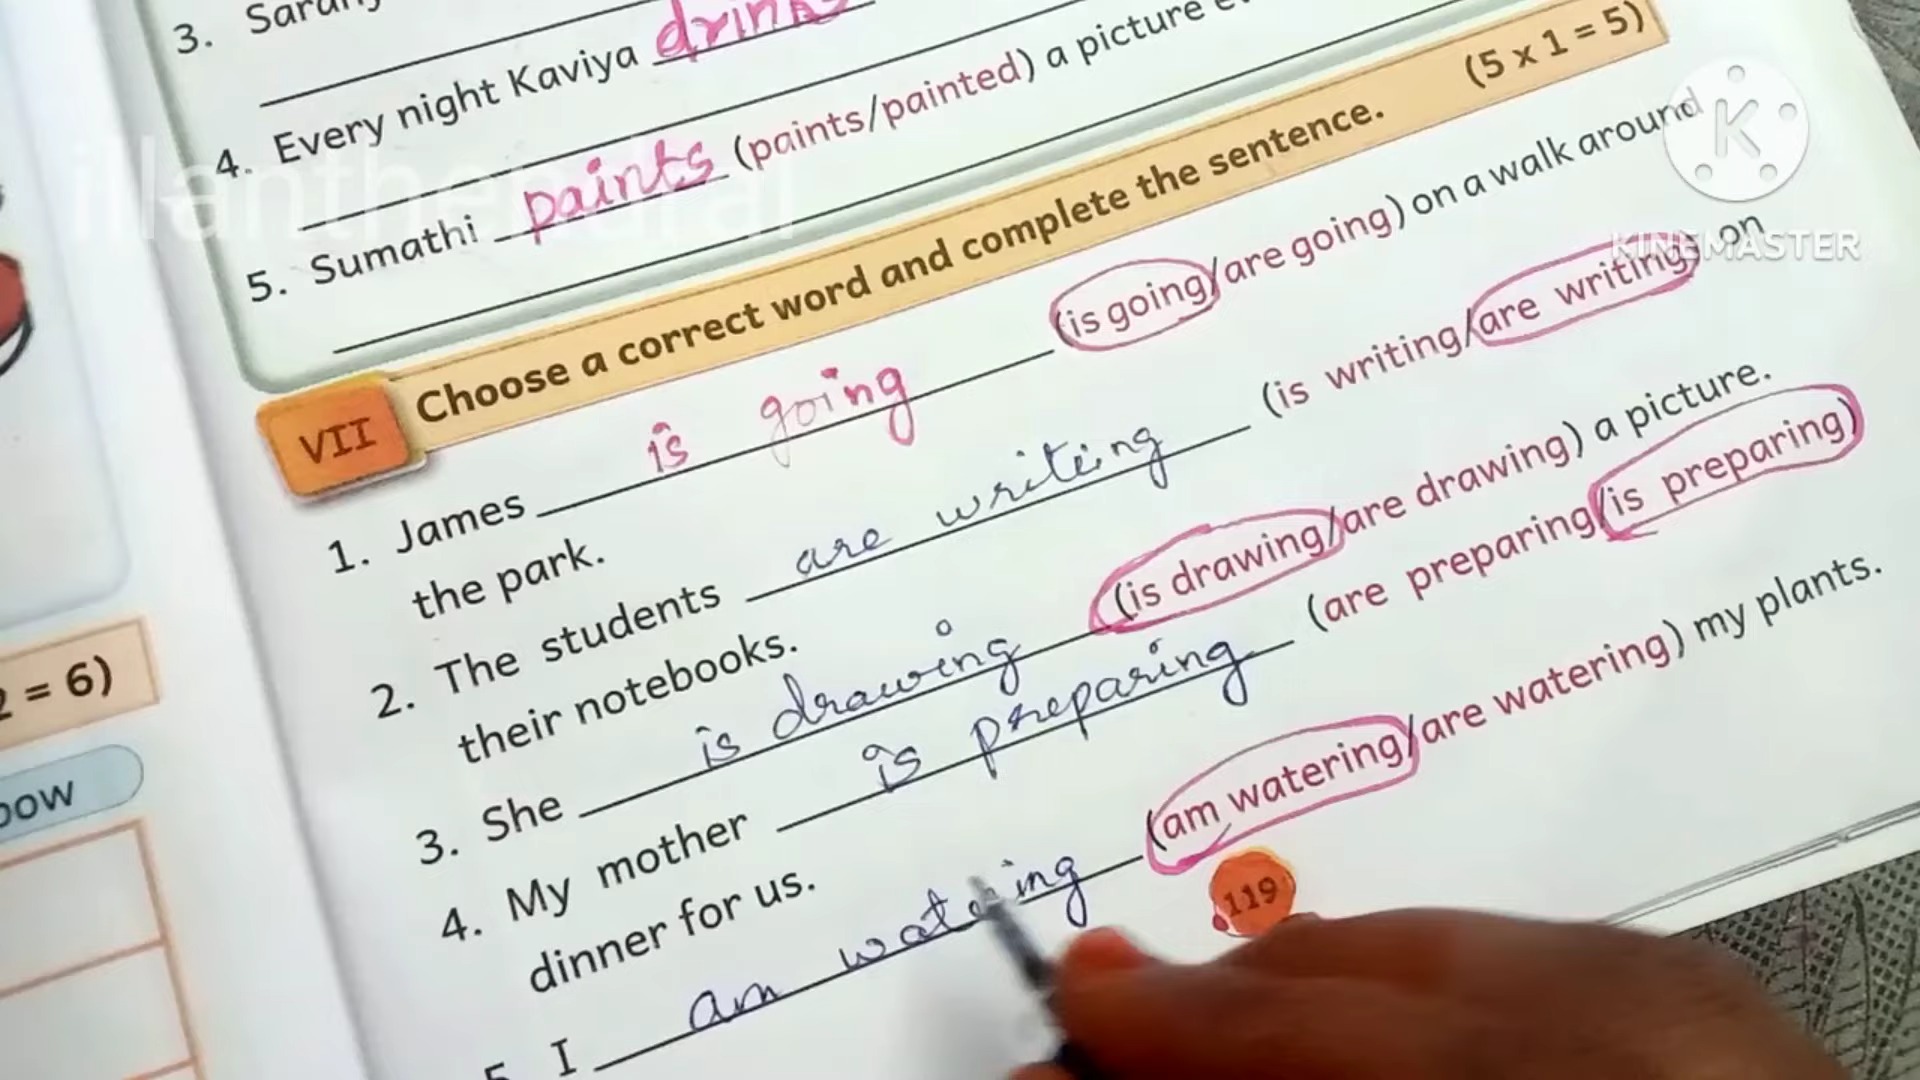 3.
Every night Kaviya
4.
Sumathi paints (paints/painted) a picture
5.
VII Choose a correct word and complete the sentence. (5 x 1 = 5)
1. James is going (is going/are going) on a walk around
the park.
2. The students are writing (is writing/are writing) on
their notebooks.
3. She is drawing (is drawing/are drawing) a picture.
4. My mother is preparing (are preparing/is preparing)
dinner for us.
5. I am watering (am watering/are watering) my plants.
119
= 6)
K
KINEMASTER